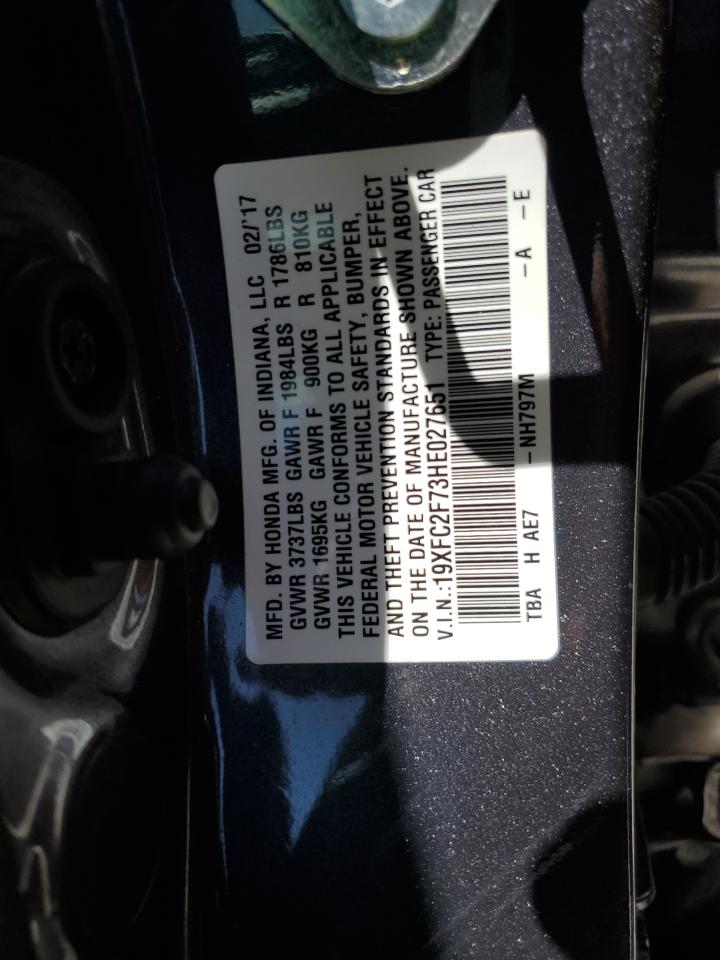 MFD. BY HONDA MFG. OF INDIANA, LLC 02/'17
GVWR 3737LBS GAWR F 1984LBS R 1786LBS
GVWR 1695KG GAWR F 900KG R 810KG
THIS VEHICLE CONFORMS TO ALL APPLICABLE
FEDERAL MOTOR VEHICLE SAFETY, BUMPER,
AND THEFT PREVENTION STANDARDS IN EFFECT
ON THE DATE OF MANUFACTURE SHOWN ABOVE.
V.I.N.:19XFC2F73HE027651 TYPE: PASSENGER CAR
TBA H AE7 -NH797M -A -E